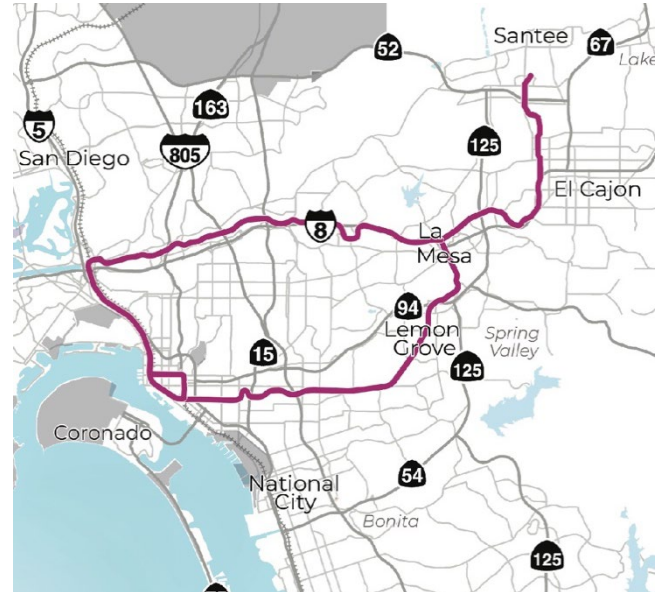 Santee
52
67
Lake
163
5
San Diego
805
125
El Cajon
8
La
Mesa
94
Lemon
Grove
15
Spring
Valley
125
Coronado
54
National
City
Bonita
125